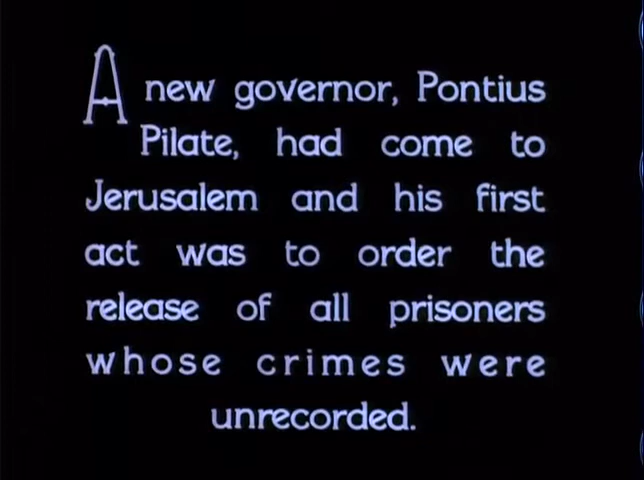 A new governor, Pontius
Pilate, had come to
Jerusalem and his first
act was to order the
release of all prisoners
whose crimes were
unrecorded.